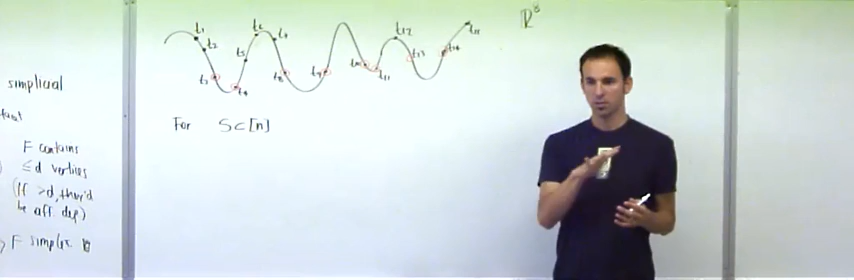 simplicial
F contains
≤ d vertices
(If >d, they'd
be aff dep)
F simplex
t₁
t₂
t₃
t₄
t₅
t₆
t₇
t₈
t₉
t₁₀
t₁₁
t₁₂
t₁₃
t₁₄
t₁₅
ℝ⁸
For S⊂[n]